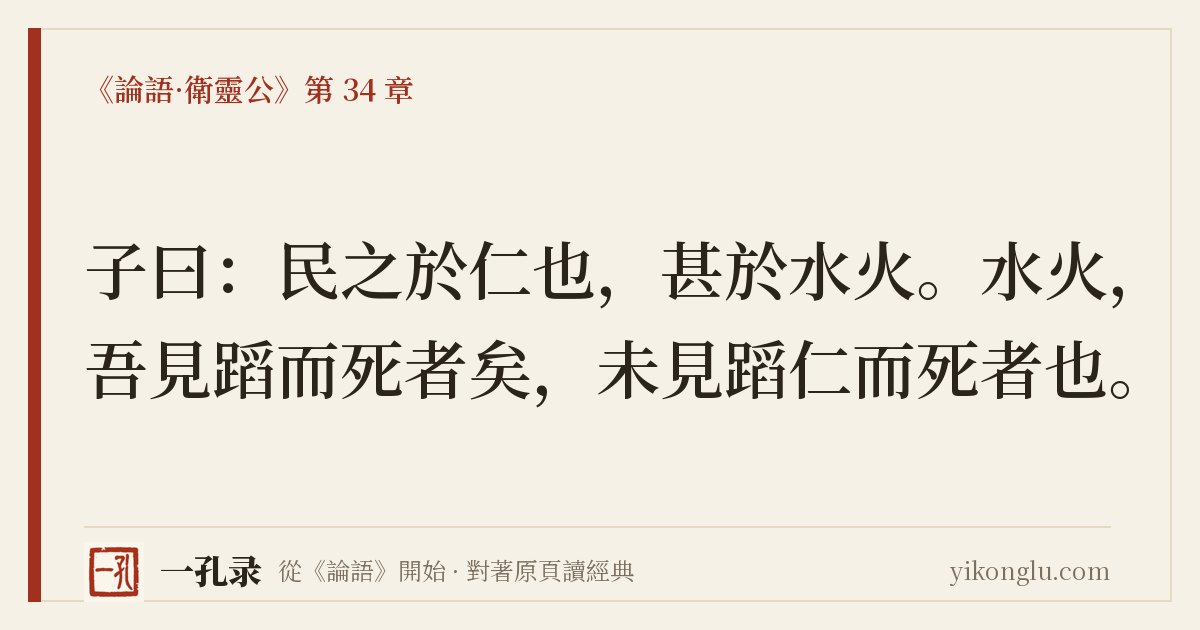 《論語·衛靈公》第 34 章
子曰：民之於仁也，甚於水火。水火，
吾見蹈而死者矣，未見蹈仁而死者也。
一孔
一孔录 從《論語》開始 · 對著原頁讀經典 yikonglu.com